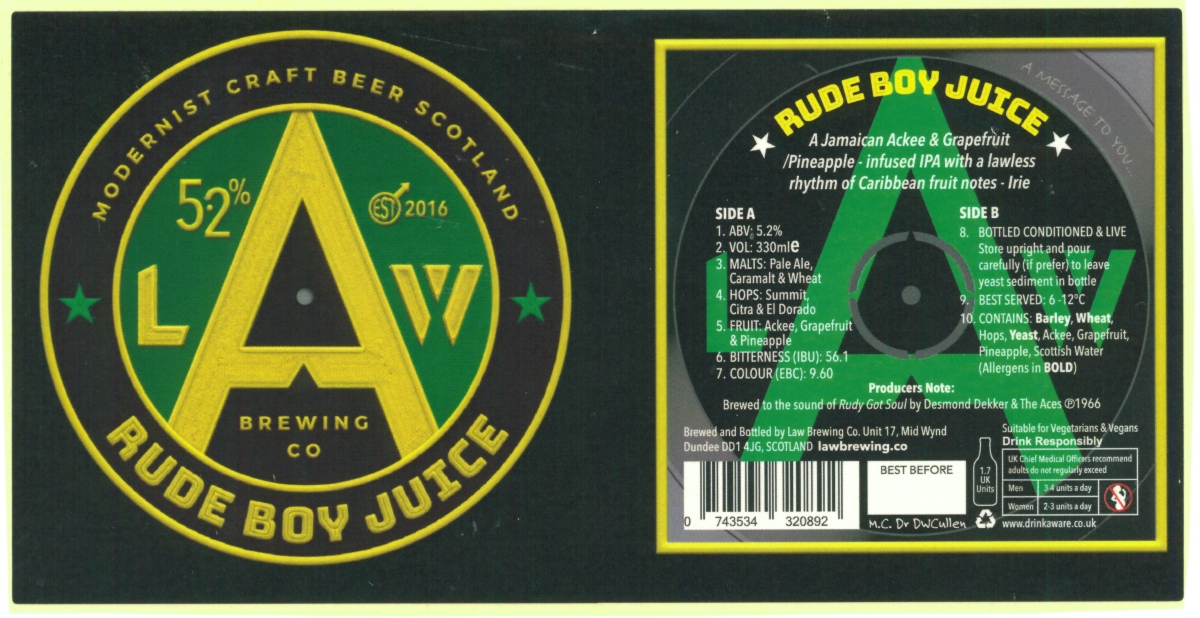 MODERNIST CRAFT BEER SCOTLAND
5.2%
EST 2016
LAW
BREWING
CO
RUDE BOY JUICE
A MESSAGE TO YOU...
RUDE BOY JUICE
A Jamaican Ackee & Grapefruit
/Pineapple - infused IPA with a lawless
rhythm of Caribbean fruit notes - Irie
SIDE A
1. ABV: 5.2%
2. VOL: 330ml e
3. MALTS: Pale Ale,
Caramalt & Wheat
4. HOPS: Summit,
Citra & El Dorado
5. FRUIT: Ackee, Grapefruit
& Pineapple
6. BITTERNESS (IBU): 56.1
7. COLOUR (EBC): 9.60
SIDE B
8. BOTTLED CONDITIONED & LIVE
Store upright and pour
carefully (if prefer) to leave
yeast sediment in bottle
9. BEST SERVED: 6 -12°C
10. CONTAINS: Barley, Wheat,
Hops, Yeast, Ackee, Grapefruit,
Pineapple, Scottish Water
(Allergens in BOLD)
LAW
Producers Note:
Brewed to the sound of Rudy Got Soul by Desmond Dekker & The Aces ℗1966
Brewed and Bottled by Law Brewing Co. Unit 17, Mid Wynd
Dundee DD1 4JG, SCOTLAND lawbrewing.co
0 743534 320892
BEST BEFORE
M.C. Dr DWCullen
1.7
UK
Units
Suitable for Vegetarians & Vegans
Drink Responsibly
UK Chief Medical Officers recommend
adults do not regularly exceed
Men 3-4 units a day
Women 2-3 units a day
www.drinkaware.co.uk